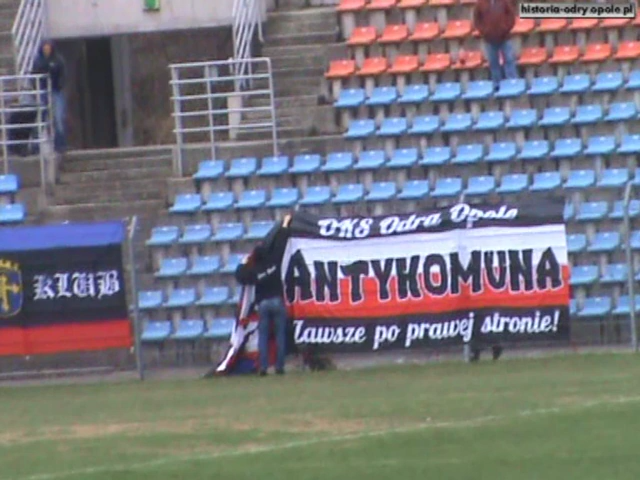 historia-odry.opole.pl
OKS Odra Opole
KLUB
ANTYKOMUNA
Zawsze po prawej stronie!